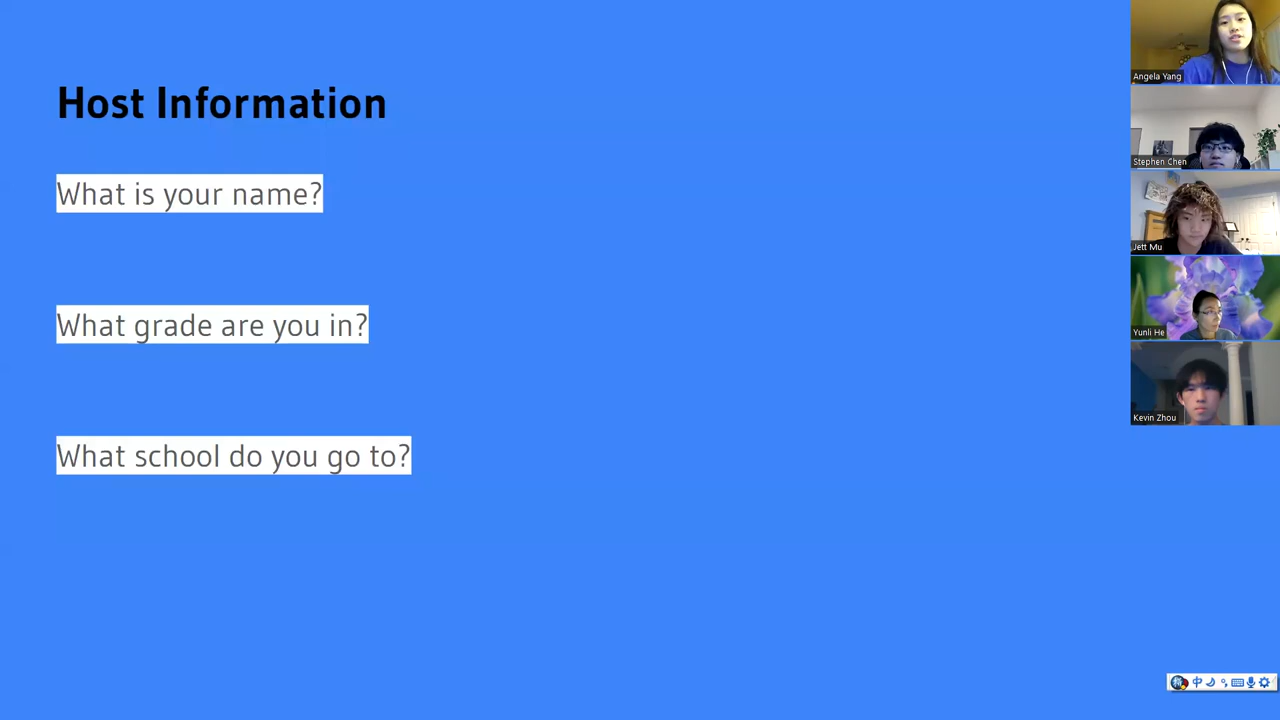 Host Information
What is your name?
What grade are you in?
What school do you go to?
Angela Yang
Stephen Chen
Jett Mu
Yunli He
Kevin Zhou
中